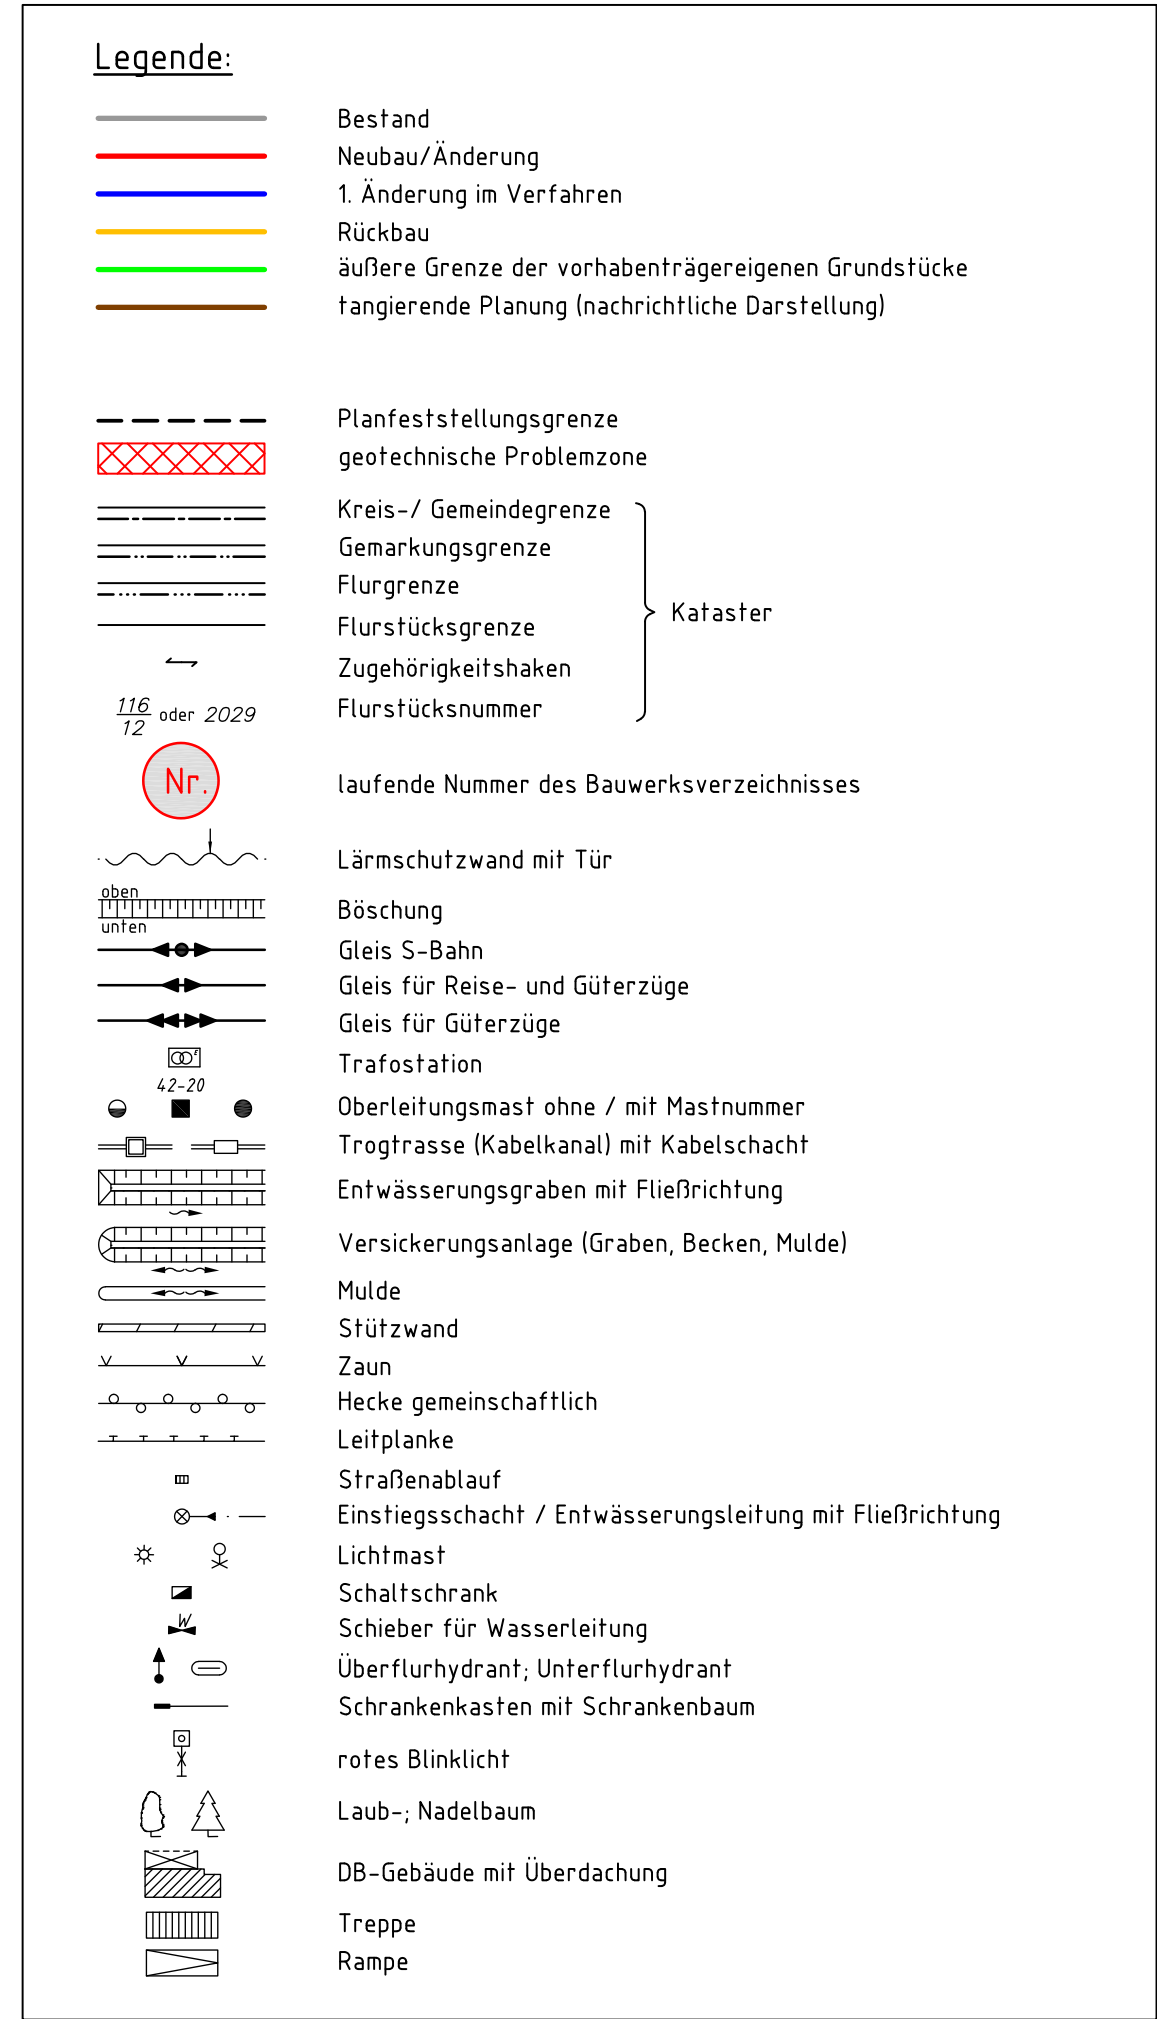 Legende:
Bestand
Neubau/Änderung
1. Änderung im Verfahren
Rückbau
äußere Grenze der vorhabenträgereigenen Grundstücke
tangierende Planung (nachrichtliche Darstellung)
Planfeststellungsgrenze
geotechnische Problemzone
Kreis-/ Gemeindegrenze
Gemarkungsgrenze
Flurgrenze
Kataster
Flurstücksgrenze
Zugehörigkeitshaken
116
12 oder 2029 Flurstücksnummer
Nr. laufende Nummer des Bauwerksverzeichnisses
Lärmschutzwand mit Tür
oben
Böschung
unten
Gleis S-Bahn
Gleis für Reise- und Güterzüge
Gleis für Güterzüge
E Trafostation
42-20
Oberleitungsmast ohne / mit Mastnummer
Trogtrasse (Kabelkanal) mit Kabelschacht
Entwässerungsgraben mit Fließrichtung
Versickerungsanlage (Graben, Becken, Mulde)
Mulde
Stützwand
Zaun
Hecke gemeinschaftlich
Leitplanke
Straßenablauf
Einstiegsschacht / Entwässerungsleitung mit Fließrichtung
Lichtmast
Schaltschrank
W Schieber für Wasserleitung
Überflurhydrant; Unterflurhydrant
Schrankenkasten mit Schrankenbaum
rotes Blinklicht
Laub-; Nadelbaum
DB-Gebäude mit Überdachung
Treppe
Rampe